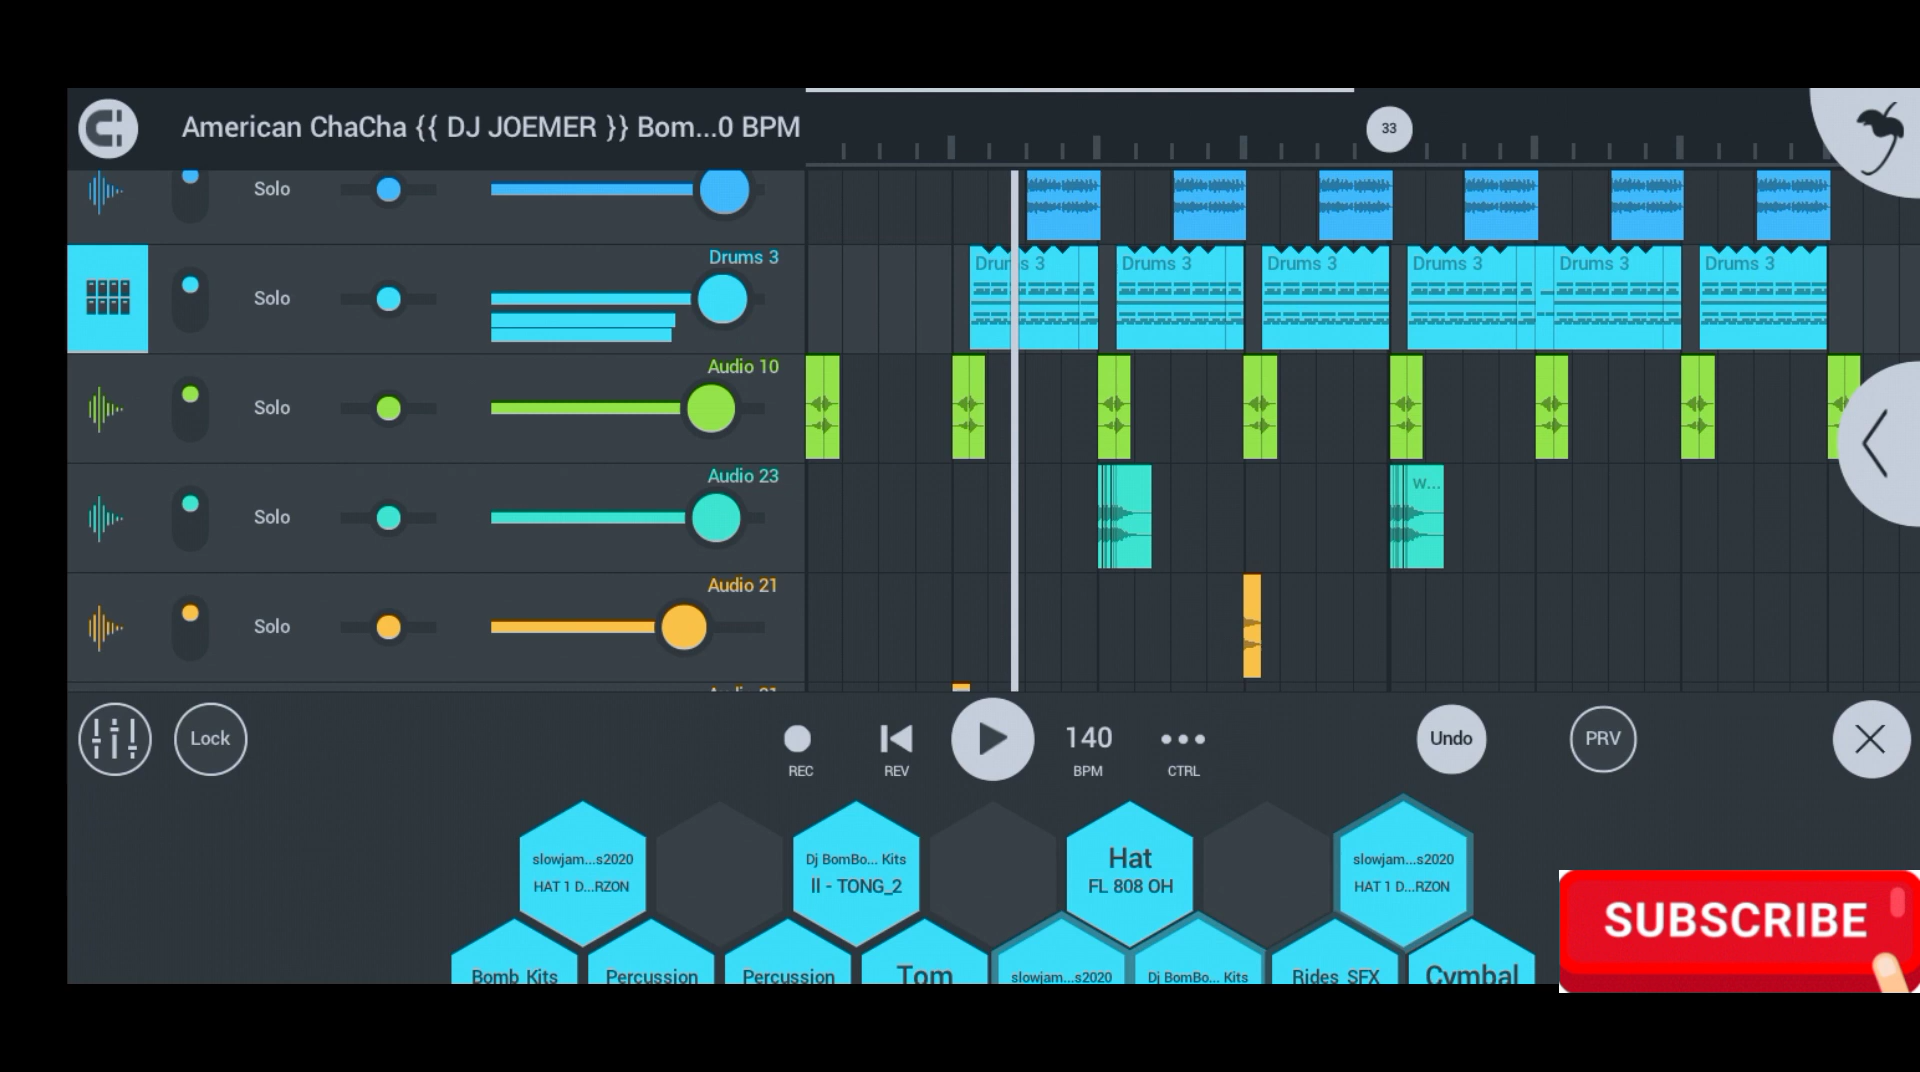 American ChaCha {{ DJ JOEMER }} Bom...0 BPM
33
Solo
Drums 3
Solo
Drums 3
Drums 3
Drums 3
Drums 3
Drums 3
Drums 3
Audio 10
Solo
Audio 23
Solo
W...
Audio 21
Solo
Lock
REC
REV
140
BPM
CTRL
Undo
PRV
slowjam...s2020
HAT 1 D...RZON
Dj BomBo... Kits
ll - TONG_2
Hat
FL 808 OH
slowjam...s2020
HAT 1 D...RZON
Bomb Kits
Percussion
Percussion
Tom
slowjam...s2020
Dj BomBo... Kits
Rides SFX
Cymbal
SUBSCRIBE